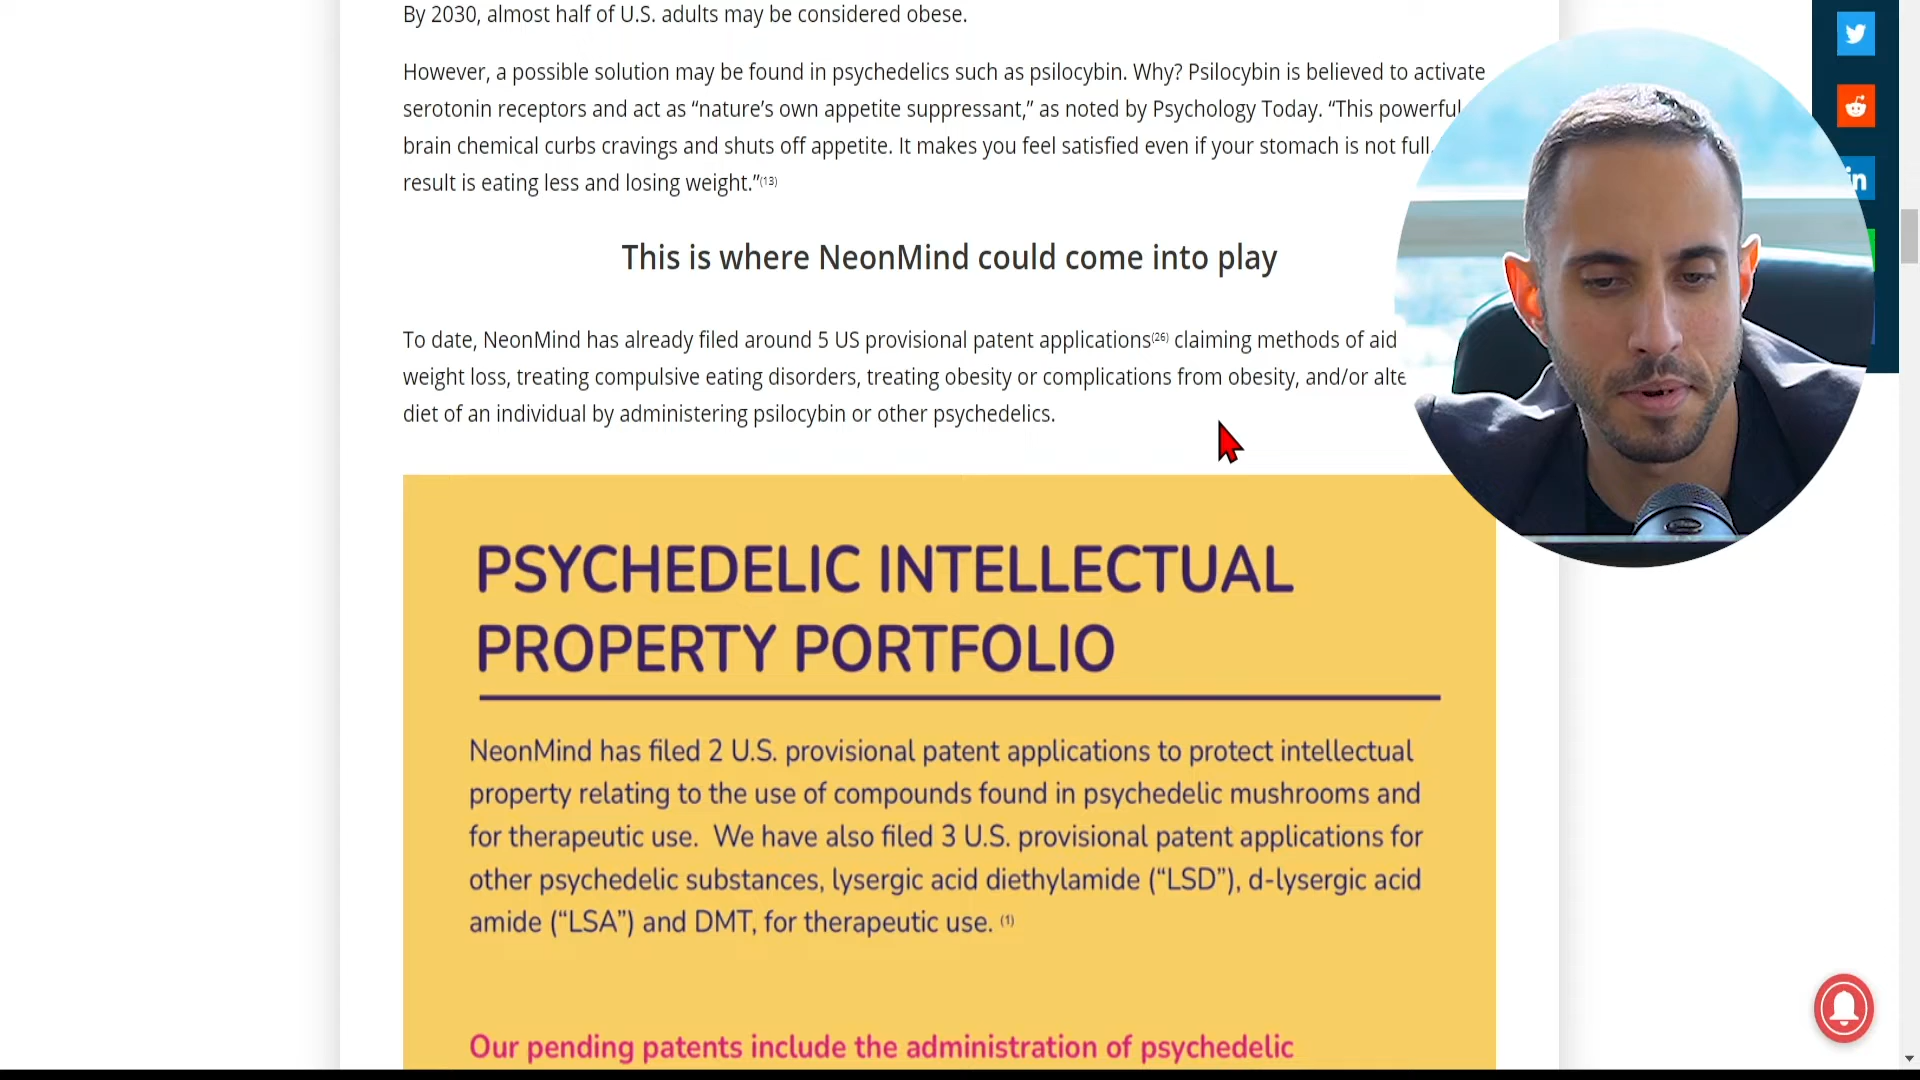 By 2030, almost half of U.S. adults may be considered obese.
However, a possible solution may be found in psychedelics such as psilocybin. Why? Psilocybin is believed to activate
serotonin receptors and act as “nature’s own appetite suppressant,” as noted by Psychology Today. “This powerful
brain chemical curbs cravings and shuts off appetite. It makes you feel satisfied even if your stomach is not full.
result is eating less and losing weight.”(13)
This is where NeonMind could come into play
To date, NeonMind has already filed around 5 US provisional patent applications(26) claiming methods of aid
weight loss, treating compulsive eating disorders, treating obesity or complications from obesity, and/or alte
diet of an individual by administering psilocybin or other psychedelics.
PSYCHEDELIC INTELLECTUAL
PROPERTY PORTFOLIO
NeonMind has filed 2 U.S. provisional patent applications to protect intellectual
property relating to the use of compounds found in psychedelic mushrooms and
for therapeutic use.  We have also filed 3 U.S. provisional patent applications for
other psychedelic substances, lysergic acid diethylamide (“LSD”), d-lysergic acid
amide (“LSA”) and DMT, for therapeutic use. (1)
Our pending patents include the administration of psychedelic
in